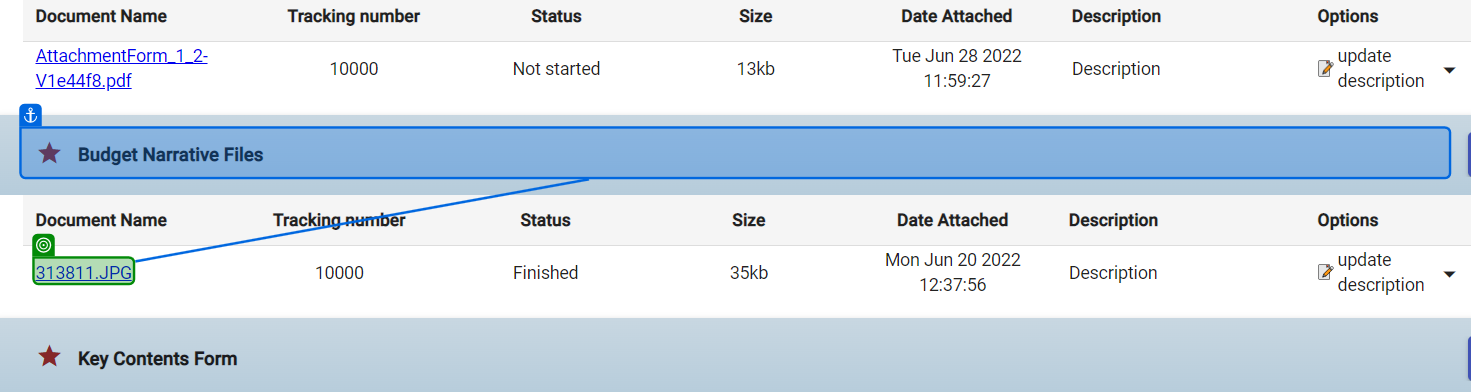 Document Name Tracking number Status Size Date Attached Description Options
AttachmentForm_1_2-
V1e44f8.pdf
10000 Not started 13kb
Tue Jun 28 2022
11:59:27
Description
update
description
Budget Narrative Files
Document Name Tracking number Status Size Date Attached Description Options
313811.JPG 10000 Finished 35kb
Mon Jun 20 2022
12:37:56
Description
update
description
Key Contents Form